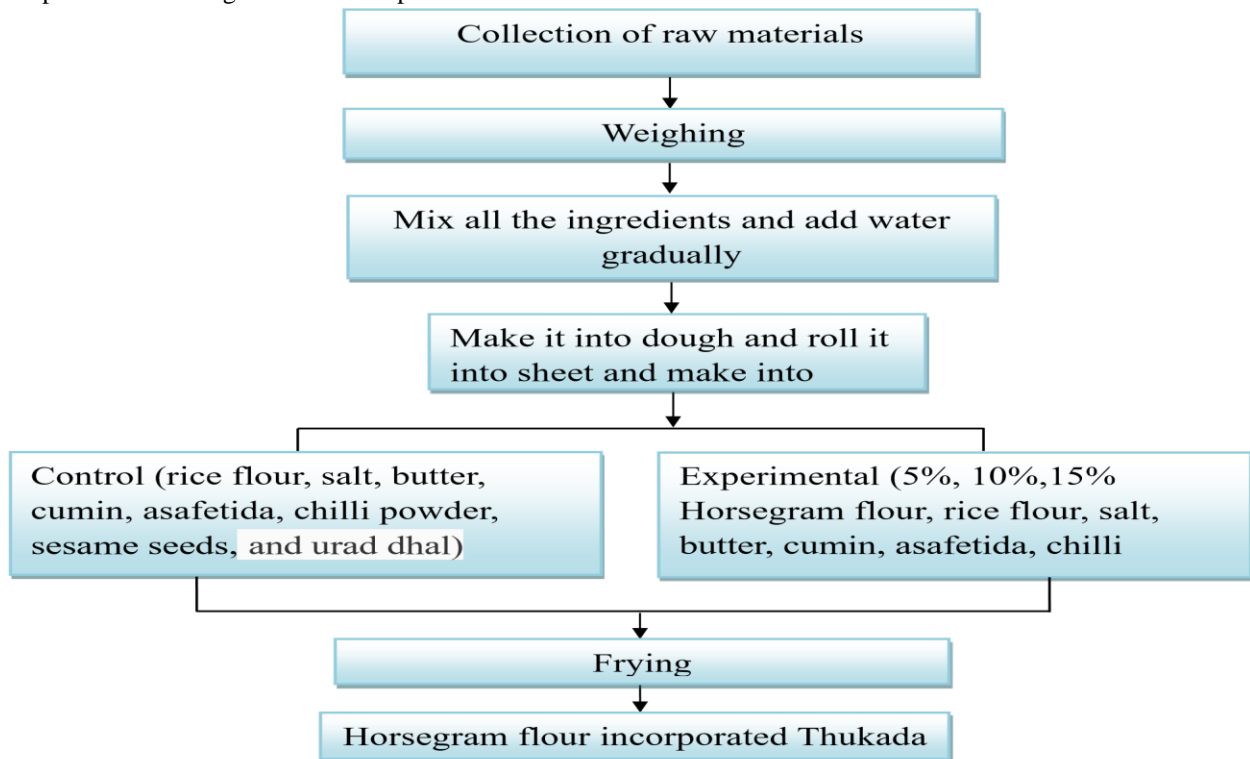 Collection of raw materials
Weighing
Mix all the ingredients and add water
gradually
Make it into dough and roll it
into sheet and make into
Control (rice flour, salt, butter,
cumin, asafetida, chilli powder,
sesame seeds, and urad dhal)
Experimental (5%, 10%,15%
Horsegram flour, rice flour, salt,
butter, cumin, asafetida, chilli
Frying
Horsegram flour incorporated Thukada